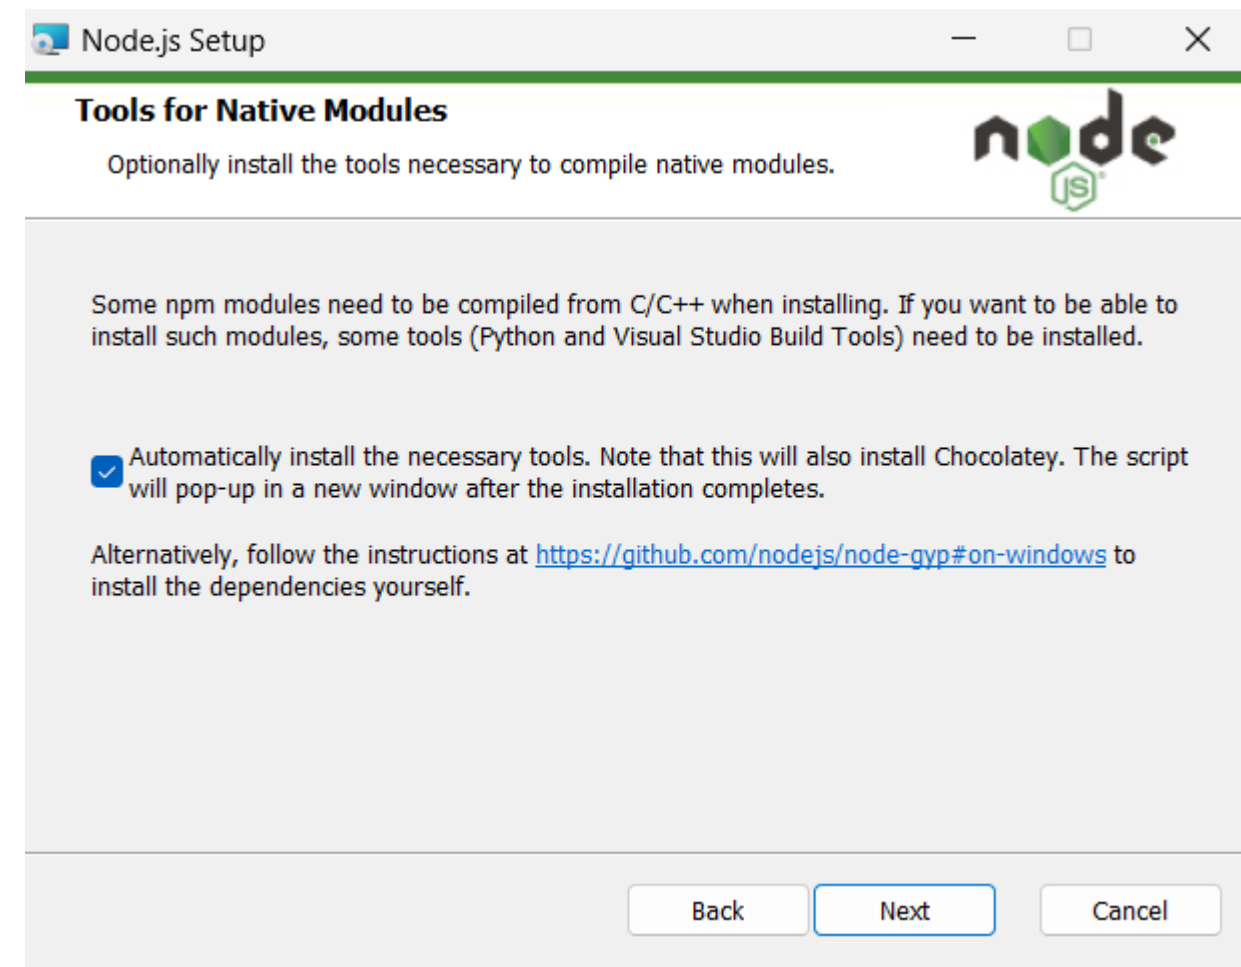 Node.js Setup
Tools for Native Modules
Optionally install the tools necessary to compile native modules.
node
JS
Some npm modules need to be compiled from C/C++ when installing. If you want to be able to
install such modules, some tools (Python and Visual Studio Build Tools) need to be installed.
Automatically install the necessary tools. Note that this will also install Chocolatey. The script
will pop-up in a new window after the installation completes.
Alternatively, follow the instructions at https://github.com/nodejs/node-gyp#on-windows to
install the dependencies yourself.
Back Next Cancel